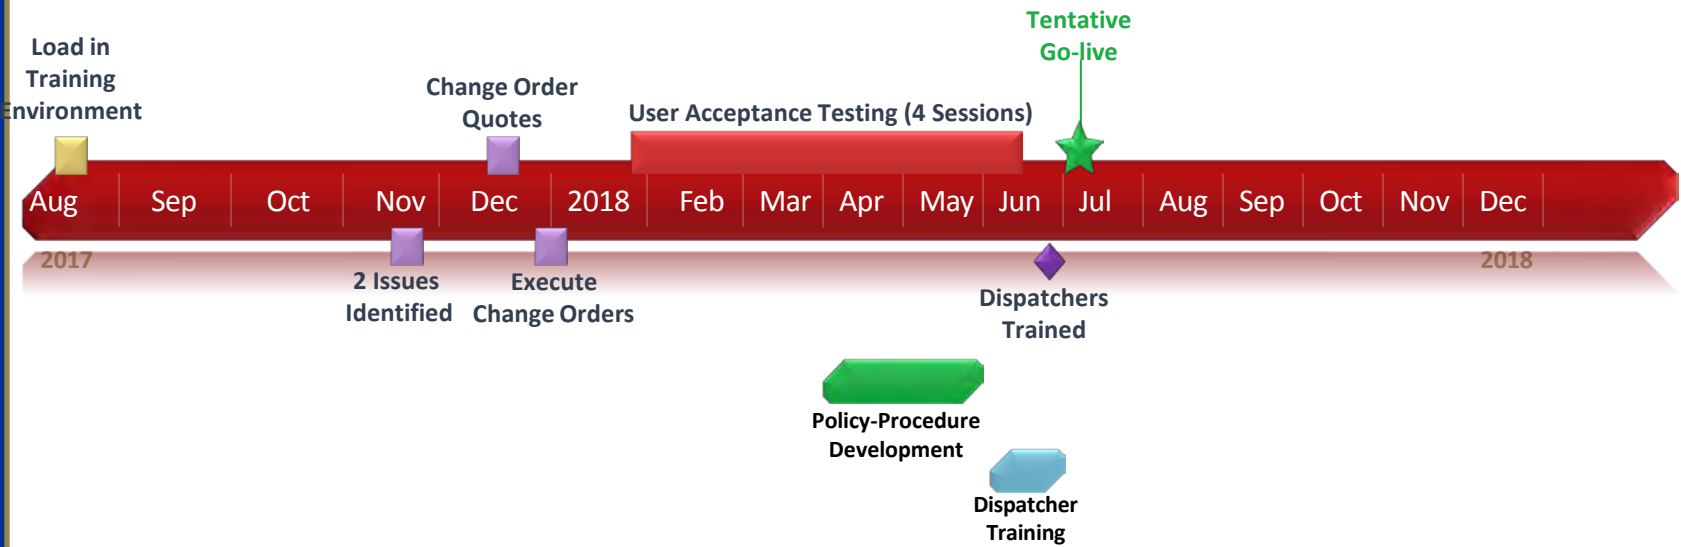 Tentative
Go-live
Load in
Training
Environment
Change Order
Quotes
User Acceptance Testing (4 Sessions)
Aug Sep Oct Nov Dec 2018 Feb Mar Apr May Jun Jul Aug Sep Oct Nov Dec
2017
2018
2 Issues
Identified
Execute
Change Orders
Dispatchers
Trained
Policy-Procedure
Development
Dispatcher
Training